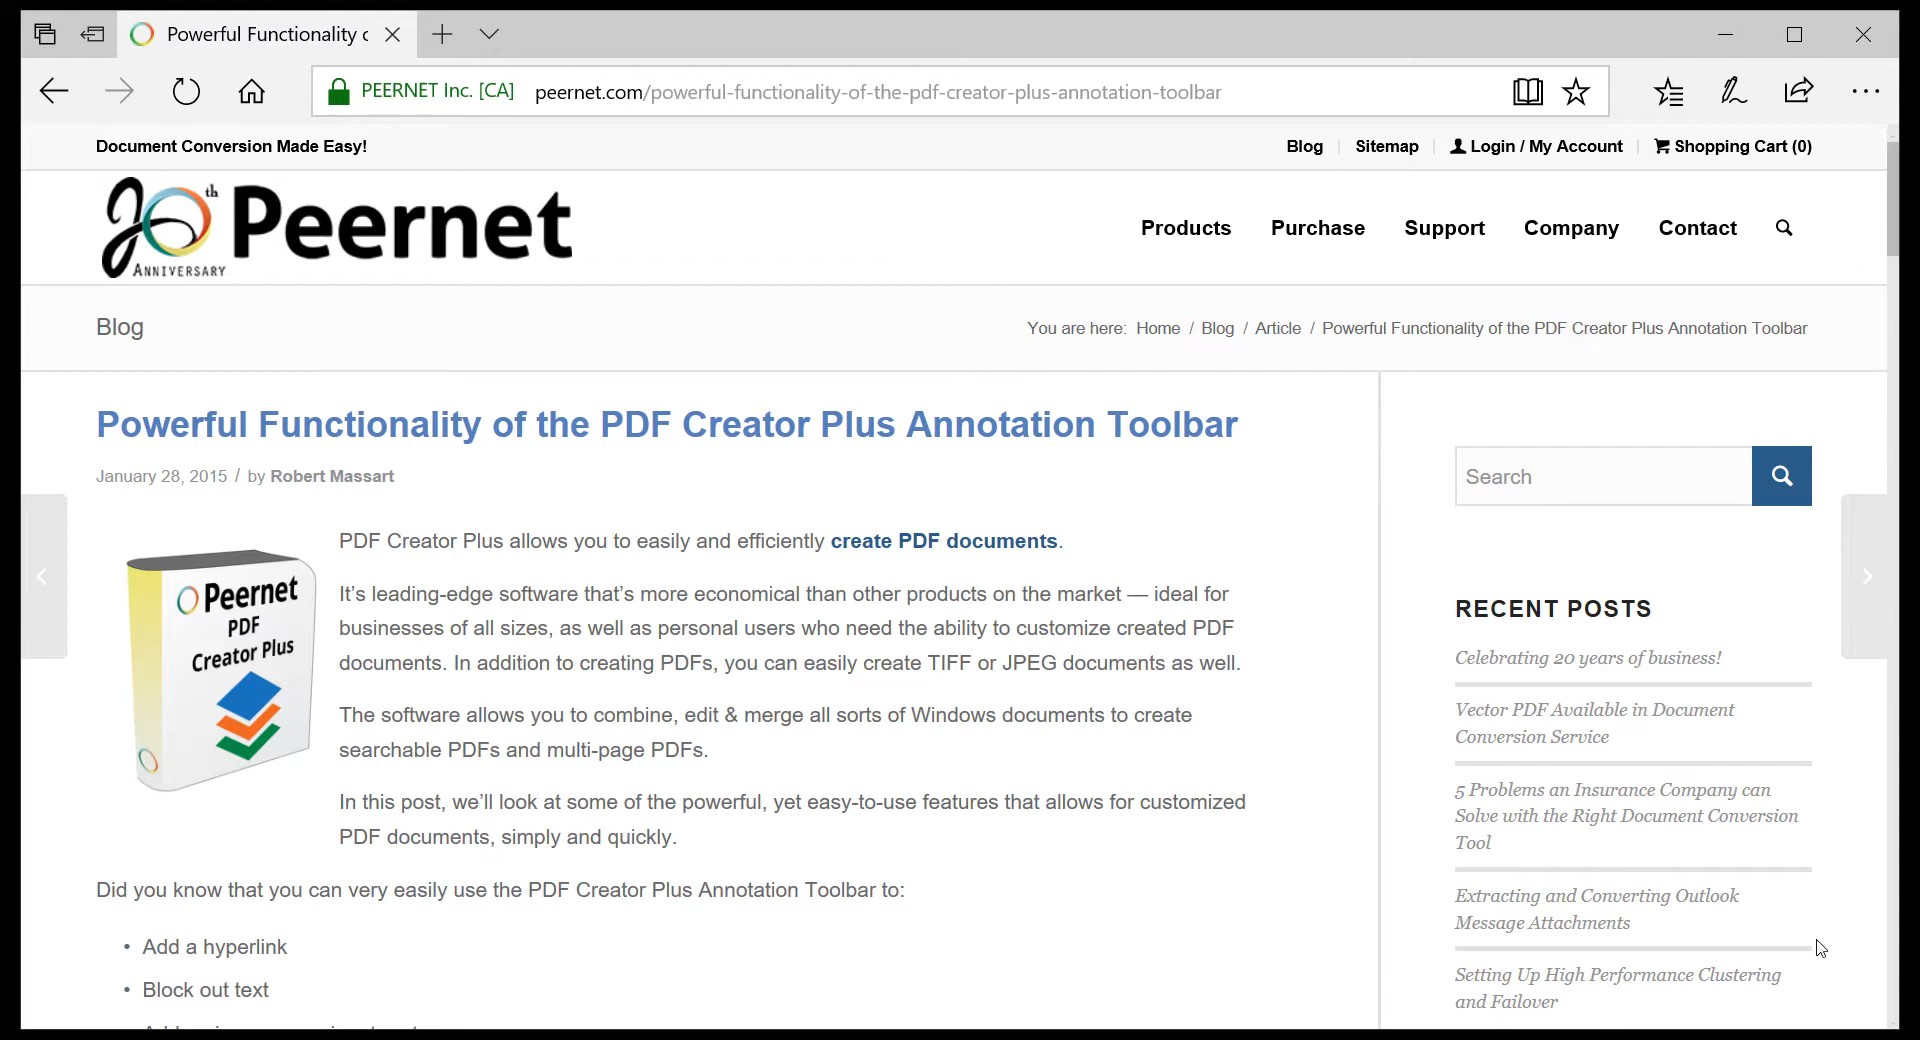 Powerful Functionality c
PEERNET Inc. [CA]
peernet.com/powerful-functionality-of-the-pdf-creator-plus-annotation-toolbar
Document Conversion Made Easy!
Blog
Sitemap
Login / My Account
Shopping Cart (0)
20th
ANNIVERSARY
Peernet
Products
Purchase
Support
Company
Contact
Blog
You are here: Home / Blog / Article / Powerful Functionality of the PDF Creator Plus Annotation Toolbar
Powerful Functionality of the PDF Creator Plus Annotation Toolbar
January 28, 2015 / by Robert Massart
Peernet
PDF
Creator Plus
PDF Creator Plus allows you to easily and efficiently create PDF documents.
It’s leading-edge software that’s more economical than other products on the market — ideal for
businesses of all sizes, as well as personal users who need the ability to customize created PDF
documents. In addition to creating PDFs, you can easily create TIFF or JPEG documents as well.
The software allows you to combine, edit & merge all sorts of Windows documents to create
searchable PDFs and multi-page PDFs.
In this post, we’ll look at some of the powerful, yet easy-to-use features that allows for customized
PDF documents, simply and quickly.
Did you know that you can very easily use the PDF Creator Plus Annotation Toolbar to:
• Add a hyperlink
• Block out text
Search
RECENT POSTS
Celebrating 20 years of business!
Vector PDF Available in Document
Conversion Service
5 Problems an Insurance Company can
Solve with the Right Document Conversion
Tool
Extracting and Converting Outlook
Message Attachments
Setting Up High Performance Clustering
and Failover